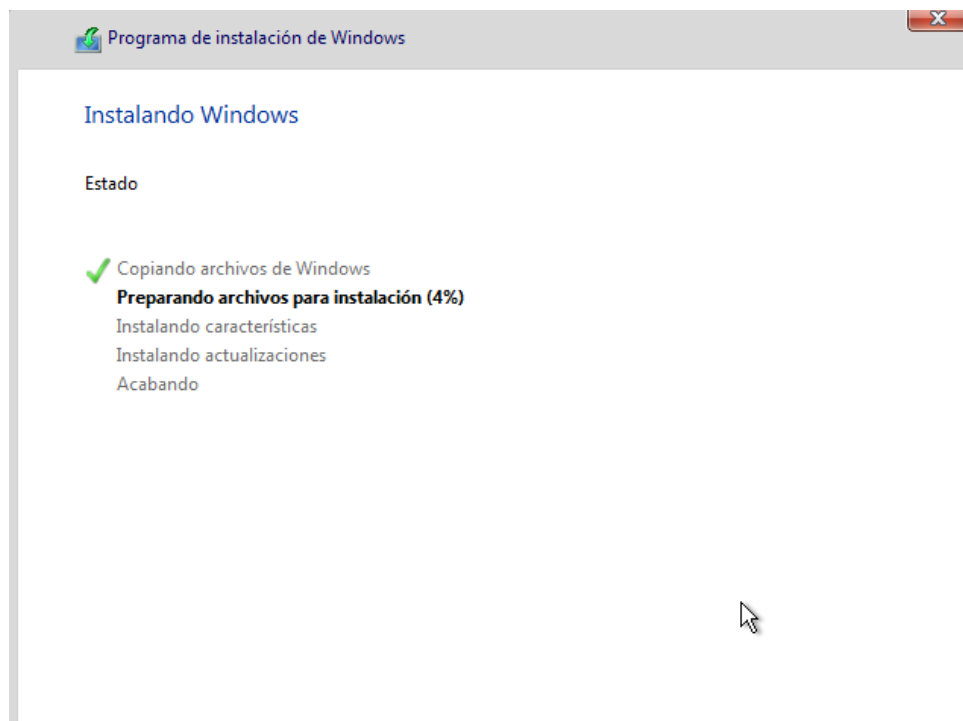 Programa de instalación de Windows
Instalando Windows
Estado
Copiando archivos de Windows
Preparando archivos para instalación (4%)
Instalando características
Instalando actualizaciones
Acabando